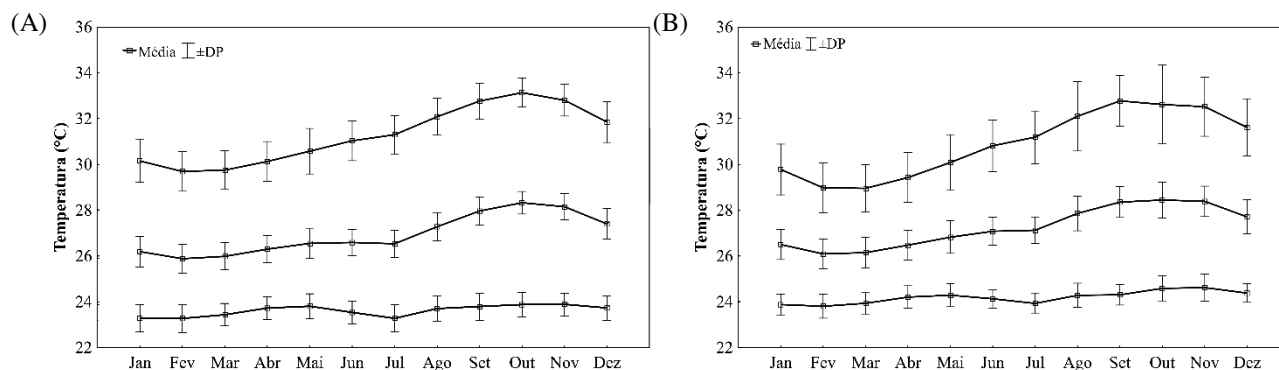 (A)
36
34
32
30
28
26
24
22
Temperatura (°C)
Média ±DP
Jan Fev Mar Abr Mai Jun Jul Ago Set Out Nov Dez
(B)
36
34
32
30
28
26
24
22
Temperatura (°C)
Média ±DP
Jan Fev Mar Abr Mai Jun Jul Ago Set Out Nov Dez